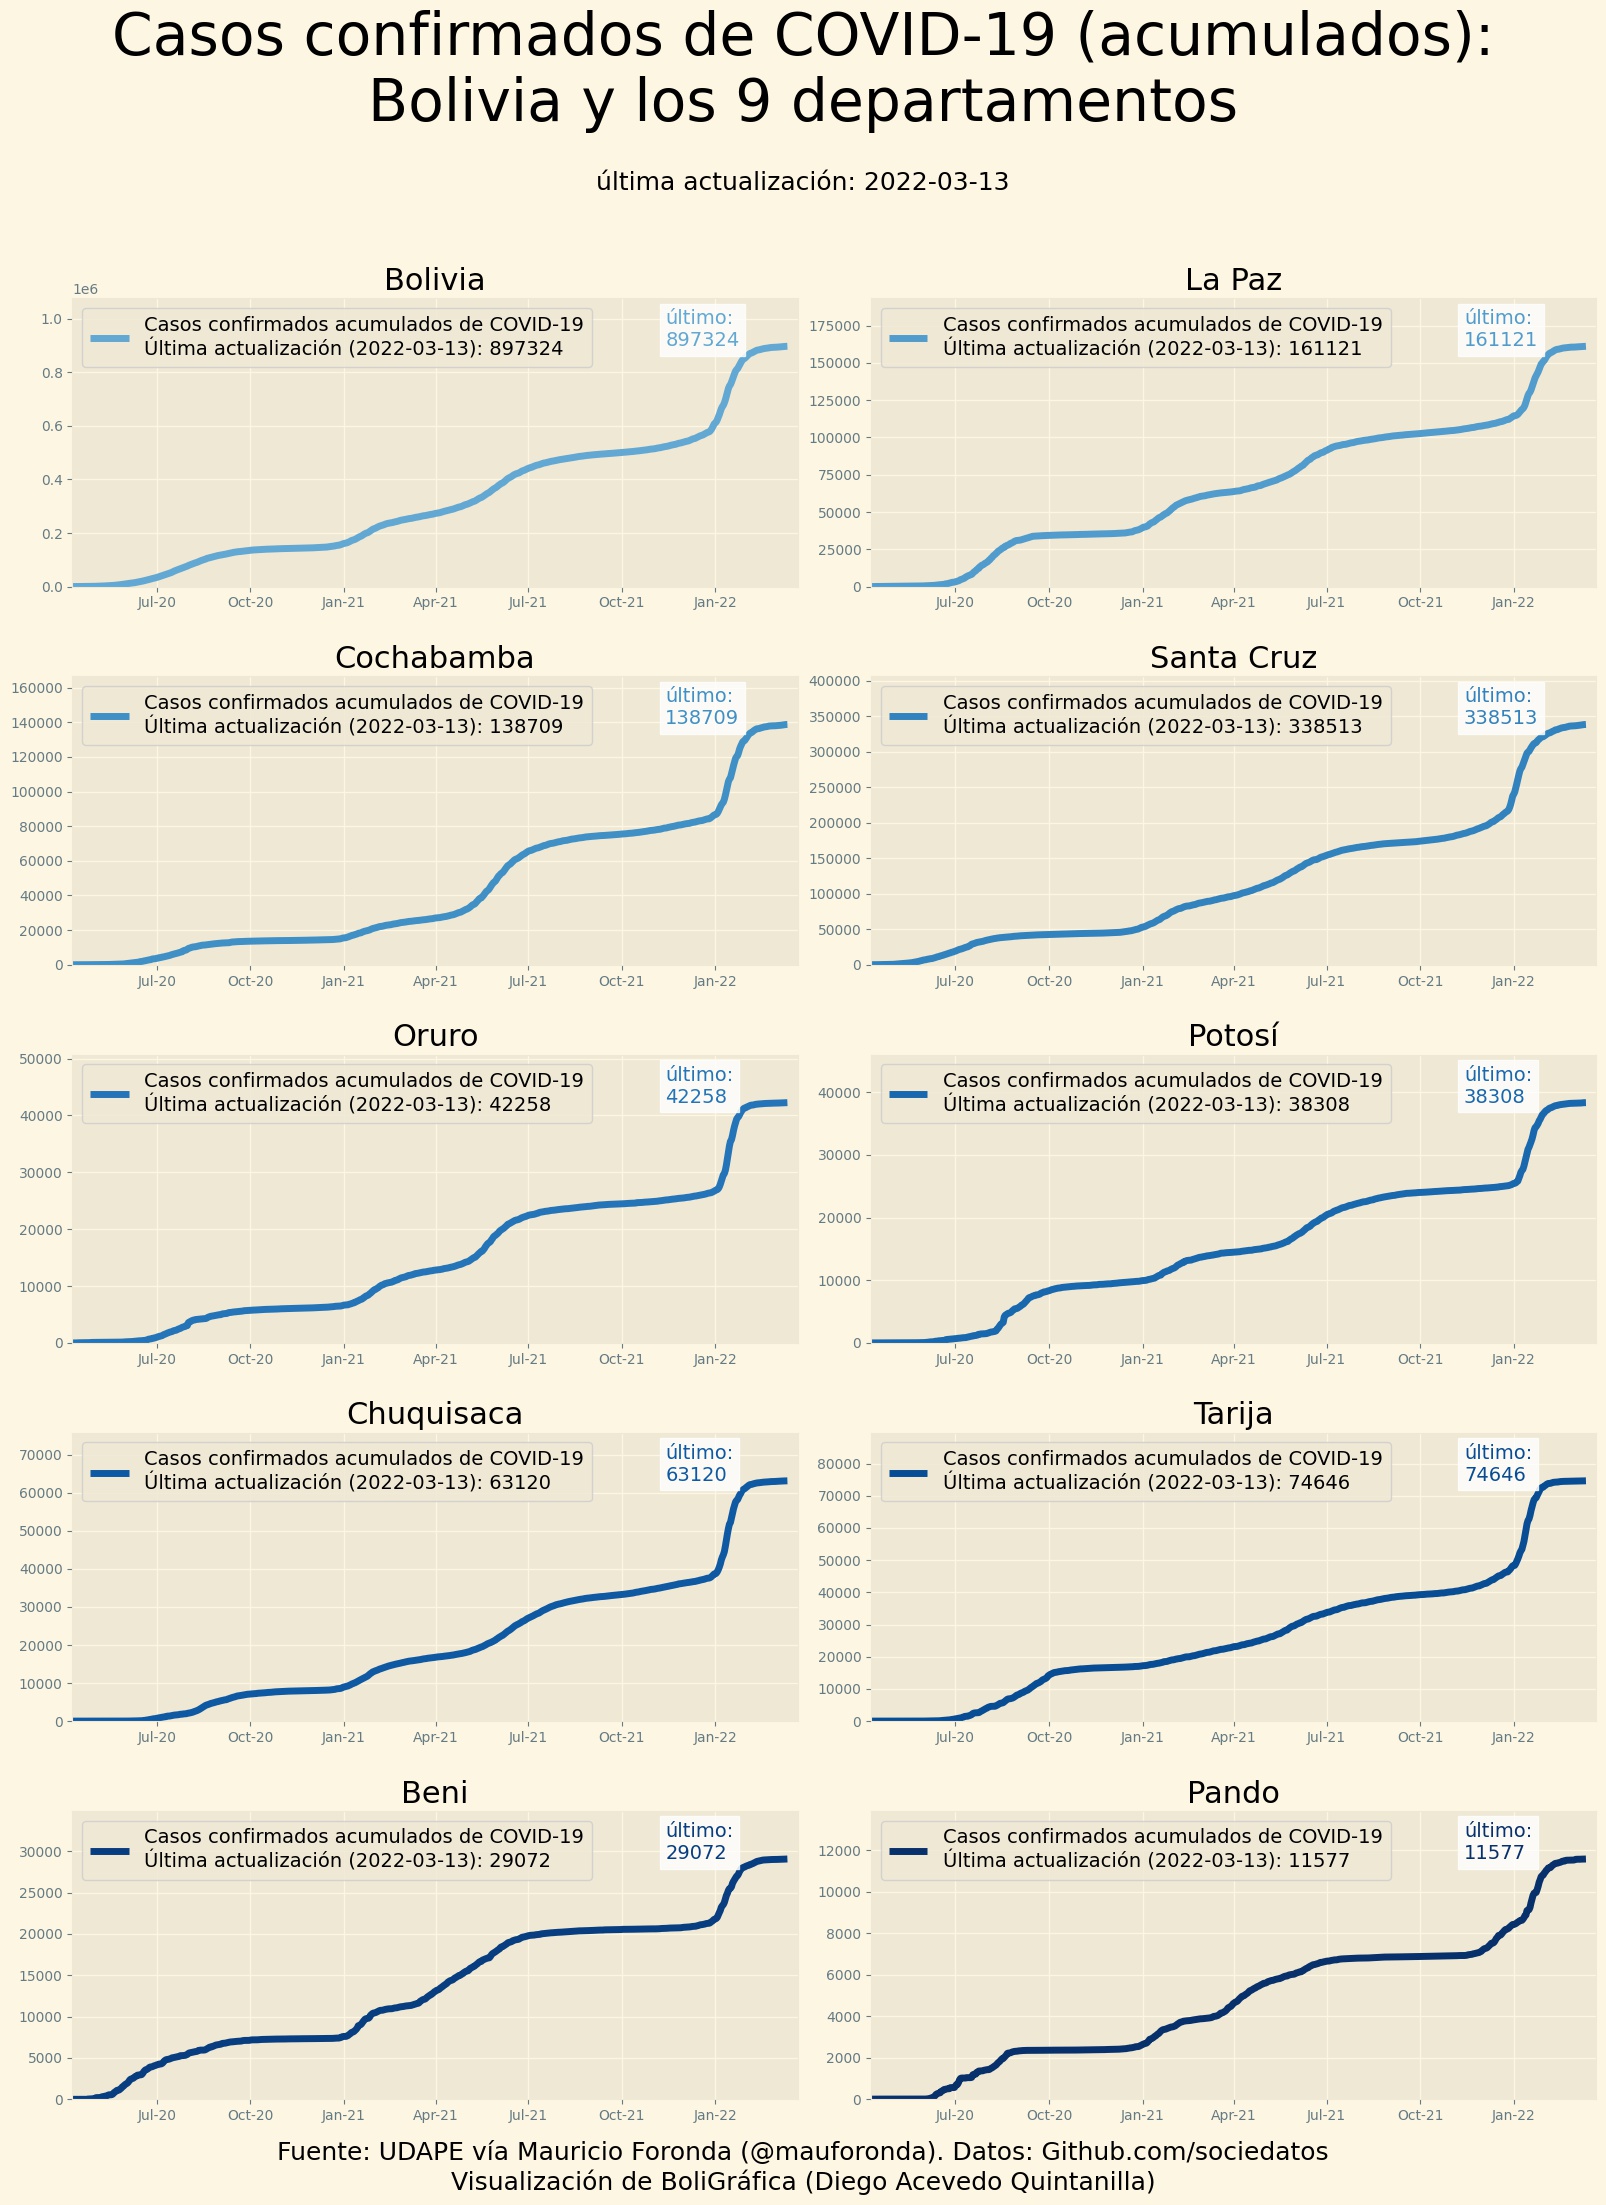 Casos confirmados de COVID-19 (acumulados):
Bolivia y los 9 departamentos
última actualización: 2022-03-13
Bolivia
1e6
Casos confirmados acumulados de COVID-19
Última actualización (2022-03-13): 897324
último:
897324
1.0
0.8
0.6
0.4
0.2
0.0
Jul-20 Oct-20 Jan-21 Apr-21 Jul-21 Oct-21 Jan-22
La Paz
Casos confirmados acumulados de COVID-19
Última actualización (2022-03-13): 161121
último:
161121
175000
150000
125000
100000
75000
50000
25000
0
Jul-20 Oct-20 Jan-21 Apr-21 Jul-21 Oct-21 Jan-22
Cochabamba
Casos confirmados acumulados de COVID-19
Última actualización (2022-03-13): 138709
último:
138709
160000
140000
120000
100000
80000
60000
40000
20000
0
Jul-20 Oct-20 Jan-21 Apr-21 Jul-21 Oct-21 Jan-22
Santa Cruz
Casos confirmados acumulados de COVID-19
Última actualización (2022-03-13): 338513
último:
338513
400000
350000
300000
250000
200000
150000
100000
50000
0
Jul-20 Oct-20 Jan-21 Apr-21 Jul-21 Oct-21 Jan-22
Oruro
Casos confirmados acumulados de COVID-19
Última actualización (2022-03-13): 42258
último:
42258
50000
40000
30000
20000
10000
0
Jul-20 Oct-20 Jan-21 Apr-21 Jul-21 Oct-21 Jan-22
Potosí
Casos confirmados acumulados de COVID-19
Última actualización (2022-03-13): 38308
último:
38308
40000
30000
20000
10000
0
Jul-20 Oct-20 Jan-21 Apr-21 Jul-21 Oct-21 Jan-22
Chuquisaca
Casos confirmados acumulados de COVID-19
Última actualización (2022-03-13): 63120
último:
63120
70000
60000
50000
40000
30000
20000
10000
0
Jul-20 Oct-20 Jan-21 Apr-21 Jul-21 Oct-21 Jan-22
Tarija
Casos confirmados acumulados de COVID-19
Última actualización (2022-03-13): 74646
último:
74646
80000
70000
60000
50000
40000
30000
20000
10000
0
Jul-20 Oct-20 Jan-21 Apr-21 Jul-21 Oct-21 Jan-22
Beni
Casos confirmados acumulados de COVID-19
Última actualización (2022-03-13): 29072
último:
29072
30000
25000
20000
15000
10000
5000
0
Jul-20 Oct-20 Jan-21 Apr-21 Jul-21 Oct-21 Jan-22
Pando
Casos confirmados acumulados de COVID-19
Última actualización (2022-03-13): 11577
último:
11577
12000
10000
8000
6000
4000
2000
0
Jul-20 Oct-20 Jan-21 Apr-21 Jul-21 Oct-21 Jan-22
Fuente: UDAPE vía Mauricio Foronda (@mauforonda). Datos: Github.com/sociedatos
Visualización de BoliGráfica (Diego Acevedo Quintanilla)